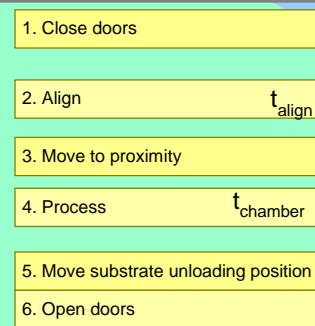 1. Close doors
2. Align t_align
3. Move to proximity
4. Process t_chamber
5. Move substrate unloading position
6. Open doors